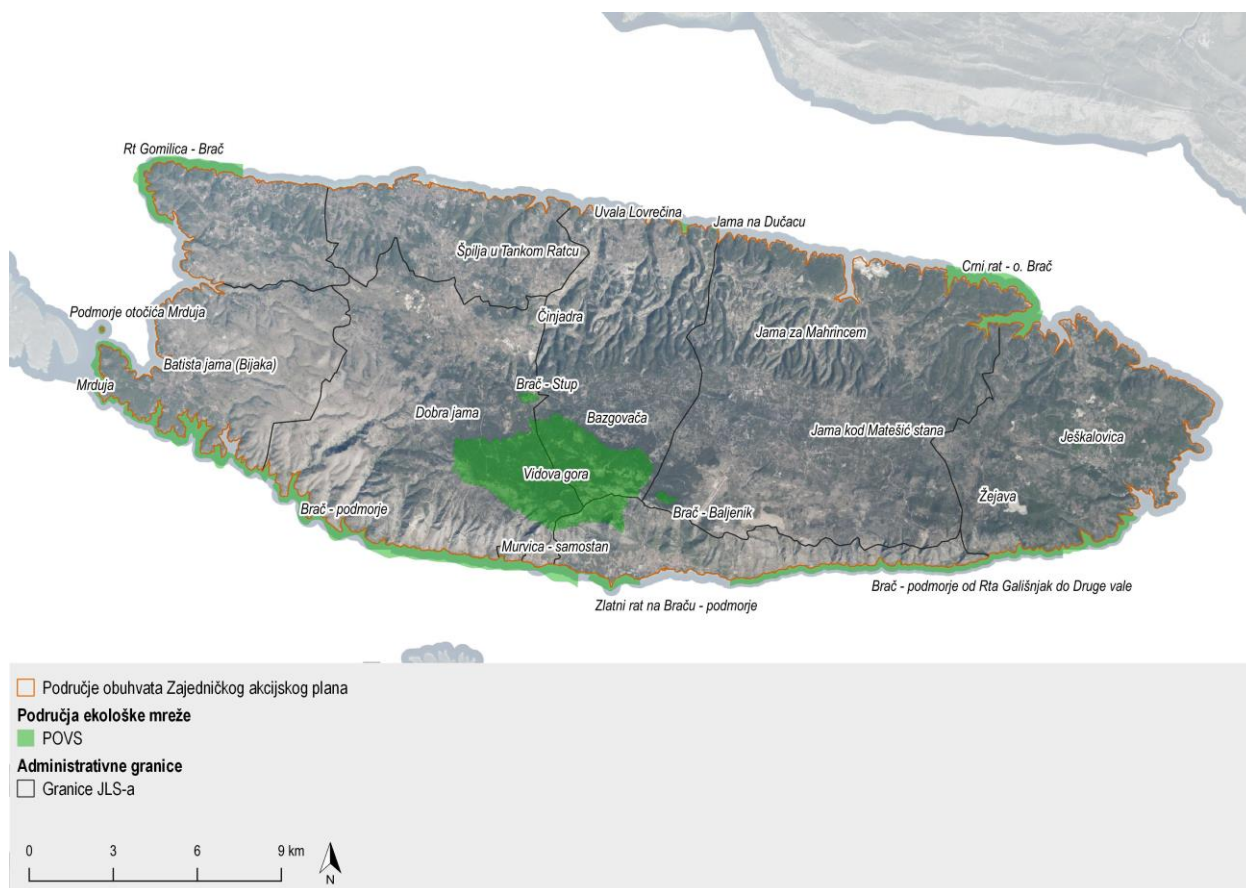 Rt Gomilica - Brač
Uvala Lovrečina
Jama na Dučacu
Špilja u Tankom Ratcu
Crni rat - o. Brač
Podmorje otočića Mrduja
Činjadra
Jama za Mahrincem
Batista jama (Bijaka)
Mrduja
Brač - Stup
Dobra jama
Bazgovača
Jama kod Matešić stana
Ješkalovica
Vidova gora
Žejava
Brač - podmorje
Brač - Baljenik
Murvica - samostan
Brač - podmorje od Rta Gališnjak do Druge vale
Zlatni rat na Braču - podmorje
Područje obuhvata Zajedničkog akcijskog plana
Područja ekološke mreže
POVS
Administrativne granice
Granice JLS-a
0 3 6 9 km
N